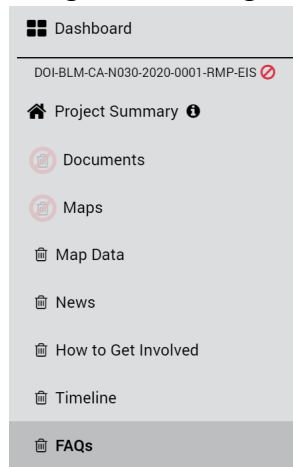 Dashboard
DOI-BLM-CA-N030-2020-0001-RMP-EIS
Project Summary
Documents
Maps
Map Data
News
How to Get Involved
Timeline
FAQs